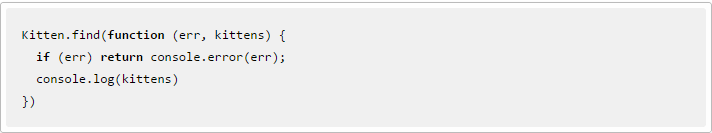 Kitten.find(function (err, kittens) {
  if (err) return console.error(err);
  console.log(kittens)
})